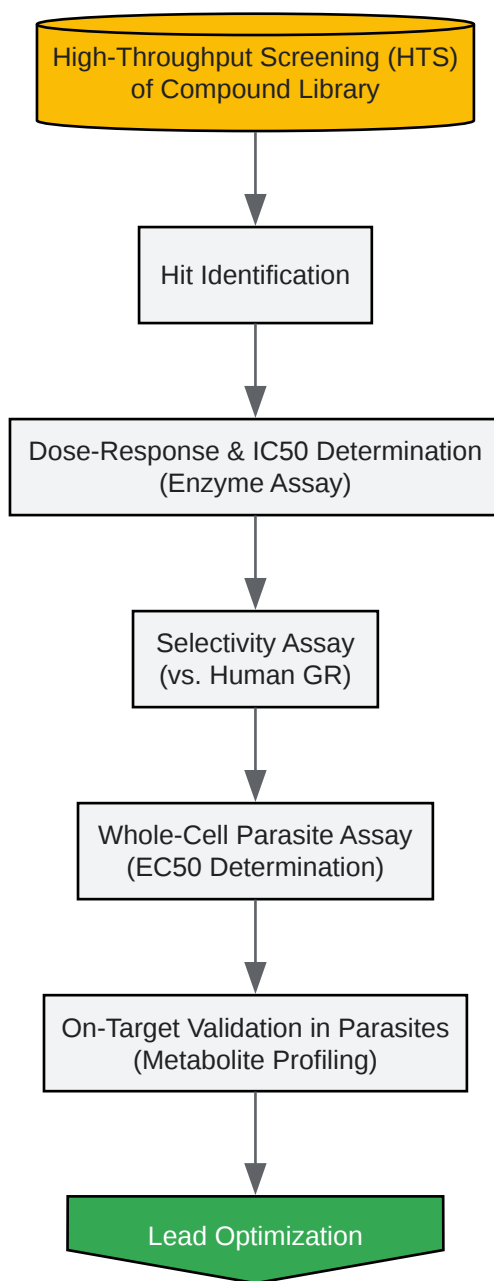 High-Throughput Screening (HTS)
of Compound Library
Hit Identification
Dose-Response & IC50 Determination
(Enzyme Assay)
Selectivity Assay
(vs. Human GR)
Whole-Cell Parasite Assay
(EC50 Determination)
On-Target Validation in Parasites
(Metabolite Profiling)
Lead Optimization